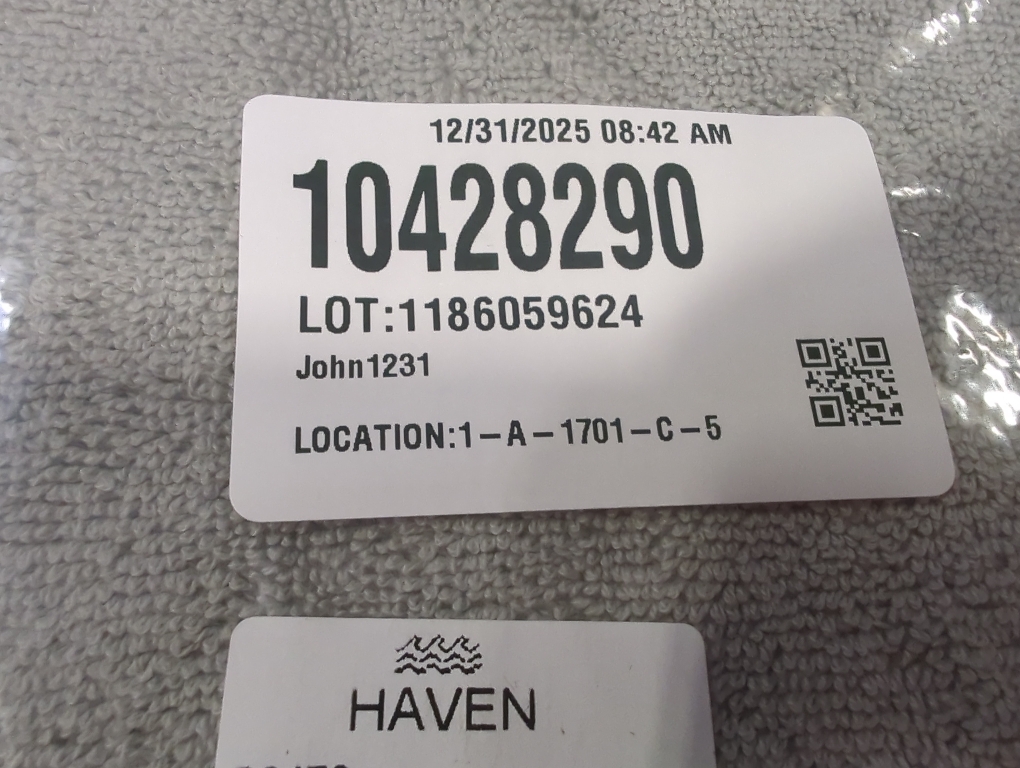 12/31/2025 08:42 AM
10428290
LOT:1186059624
John1231
LOCATION:1-A-1701-C-5
HAVEN